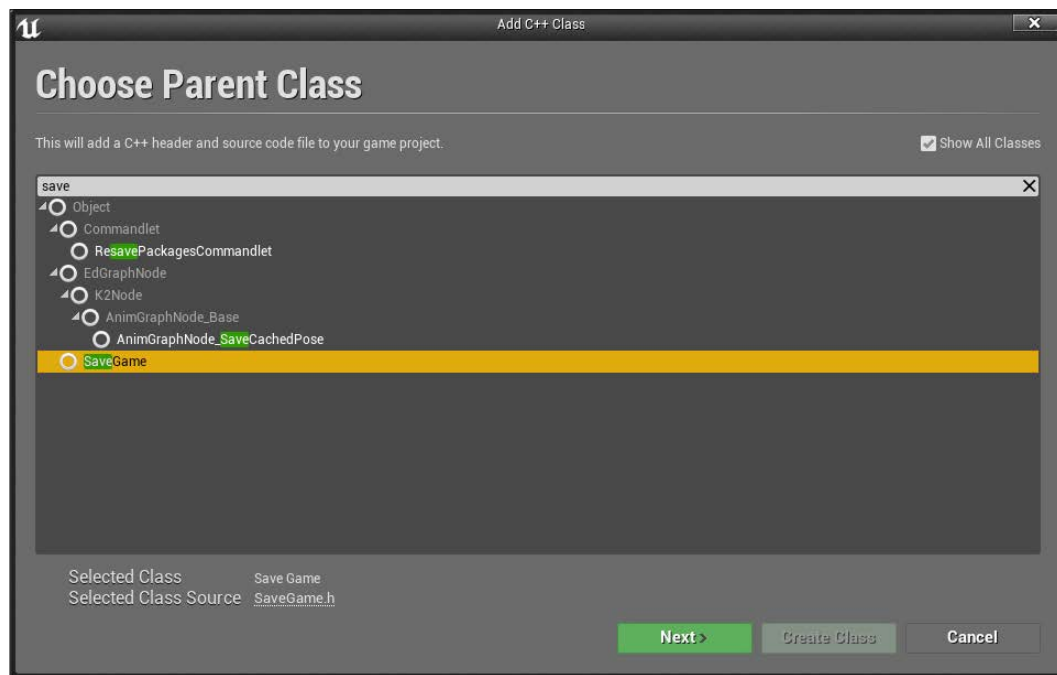 Add C++ Class
Choose Parent Class
This will add a C++ header and source code file to your game project.
Show All Classes
save
Object
Commandlet
ResavePackagesCommandlet
EdGraphNode
K2Node
AnimGraphNode_Base
AnimGraphNode_SaveCachedPose
SaveGame
Selected Class Save Game
Selected Class Source SaveGame.h
Next > Create Class Cancel